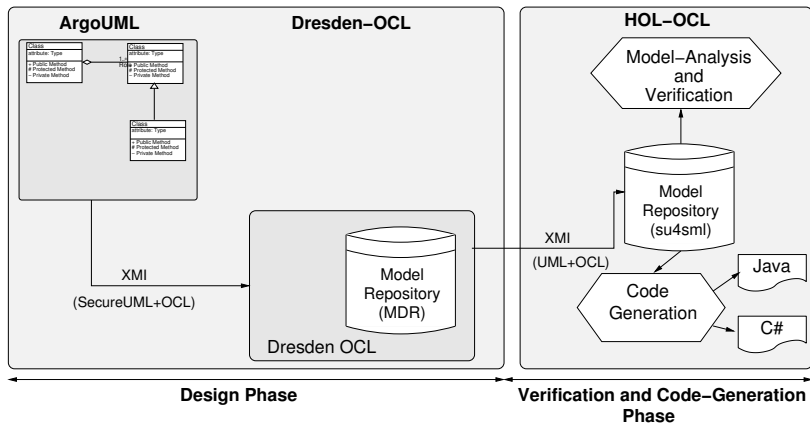 ArgoUML
Dresden−OCL
HOL−OCL
Class
attribute: Type
+ Public Method
# Protected Method
− Private Method
Class
attribute: Type
+ Public Method
# Protected Method
− Private Method
Class
attribute: Type
+ Public Method
# Protected Method
− Private Method
XMI
(SecureUML+OCL)
Model
Repository
(MDR)
Dresden OCL
XMI
(UML+OCL)
Model−Analysis
and
Verification
Model
Repository
(su4sml)
Code
Generation
Java
C#
Design Phase
Verification and Code−Generation
Phase